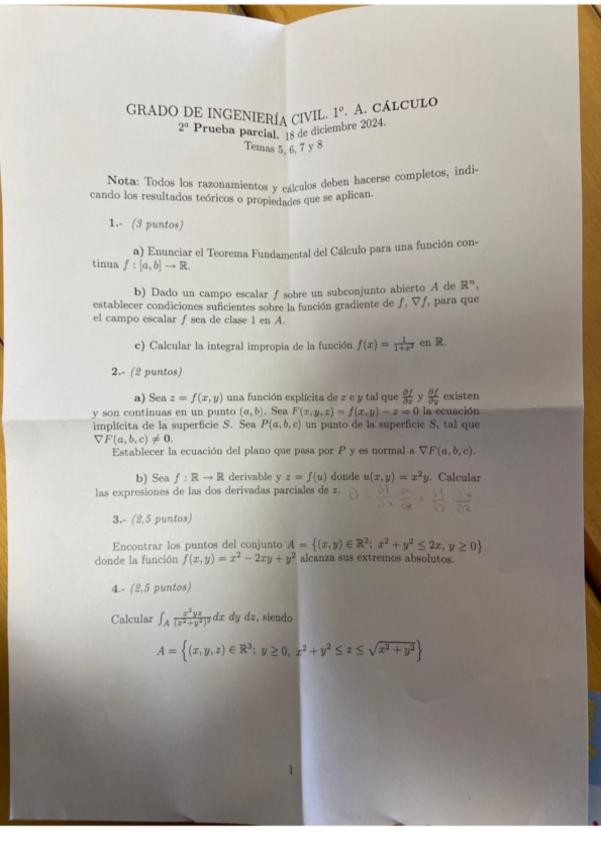 GRADO DE INGENIERÍA CIVIL. 1º. A. CÁLCULO
2ª Prueba parcial. 18 de diciembre 2024.
Temas 5, 6, 7 y 8
Nota: Todos los razonamientos y cálculos deben hacerse completos, indi-
cando los resultados teóricos o propiedades que se aplican.
1.- (3 puntos)
a) Enunciar el Teorema Fundamental del Cálculo para una función con-
tinua f : [a, b] → ℝ.
b) Dado un campo escalar f sobre un subconjunto abierto A de ℝⁿ,
establecer condiciones suficientes sobre la función gradiente de f, ∇f, para que
el campo escalar f sea de clase 1 en A.
c) Calcular la integral impropia de la función f(x) = 1/(1+x²) en ℝ.
2.- (2 puntos)
a) Sea z = f(x, y) una función explícita de x e y tal que ∂f/∂x y ∂f/∂y existen
y son continuas en un punto (a, b). Sea F(x, y, z) = f(x, y) − z = 0 la ecuación
implícita de la superficie S. Sea P(a, b, c) un punto de la superficie S, tal que
∇F(a, b, c) ≠ 0.
Establecer la ecuación del plano que pasa por P y es normal a ∇F(a, b, c).
b) Sea f : ℝ → ℝ derivable y z = f(u) donde u(x, y) = x²y. Calcular
las expresiones de las dos derivadas parciales de z.
3.- (2,5 puntos)
Encontrar los puntos del conjunto A = {(x, y) ∈ ℝ²; x² + y² ≤ 2x, y ≥ 0}
donde la función f(x, y) = x² − 2xy + y² alcanza sus extremos absolutos.
4.- (2,5 puntos)
Calcular ∫_A x²yz/(x²+y²)² dx dy dz, siendo
A = {(x, y, z) ∈ ℝ³; y ≥ 0, x² + y² ≤ z ≤ √(x² + y²)}
1